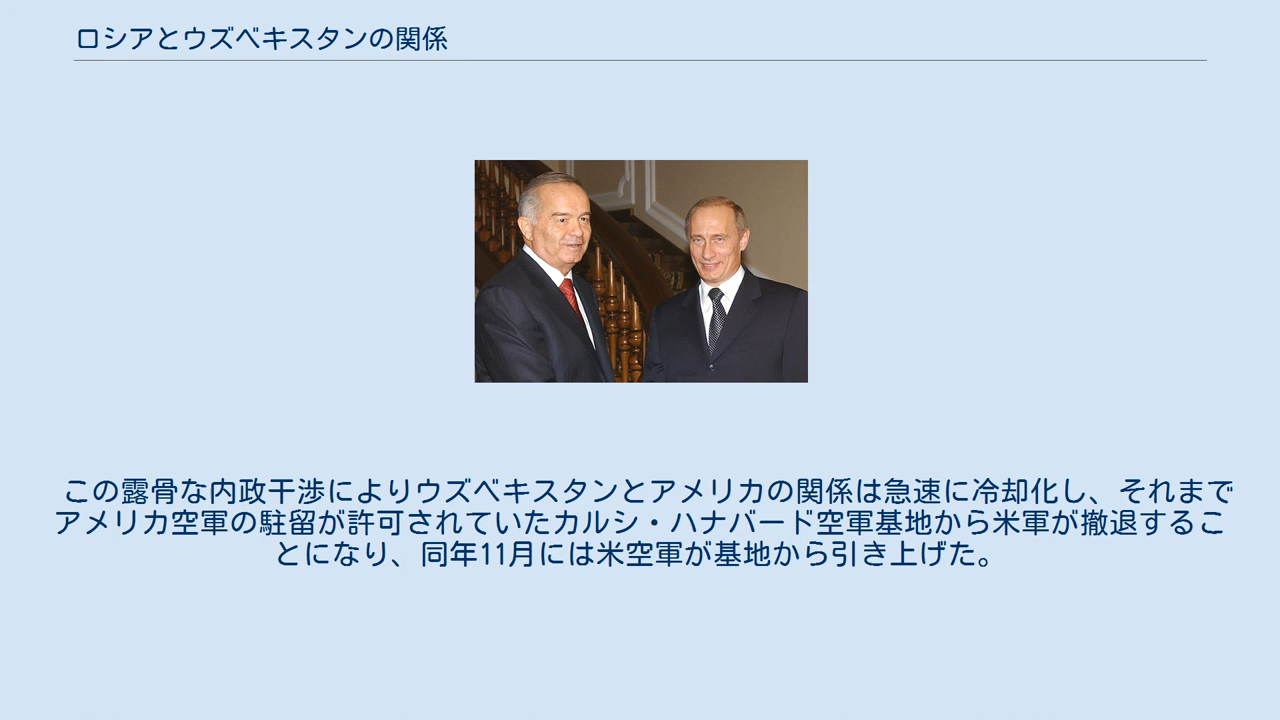 ロシアとウズベキスタンの関係
この露骨な内政干渉によりウズベキスタンとアメリカの関係は急速に冷却化し、それまで
アメリカ空軍の駐留が許可されていたカルシ・ハナバード空軍基地から米軍が撤退するこ
とになり、同年11月には米空軍が基地から引き上げた。